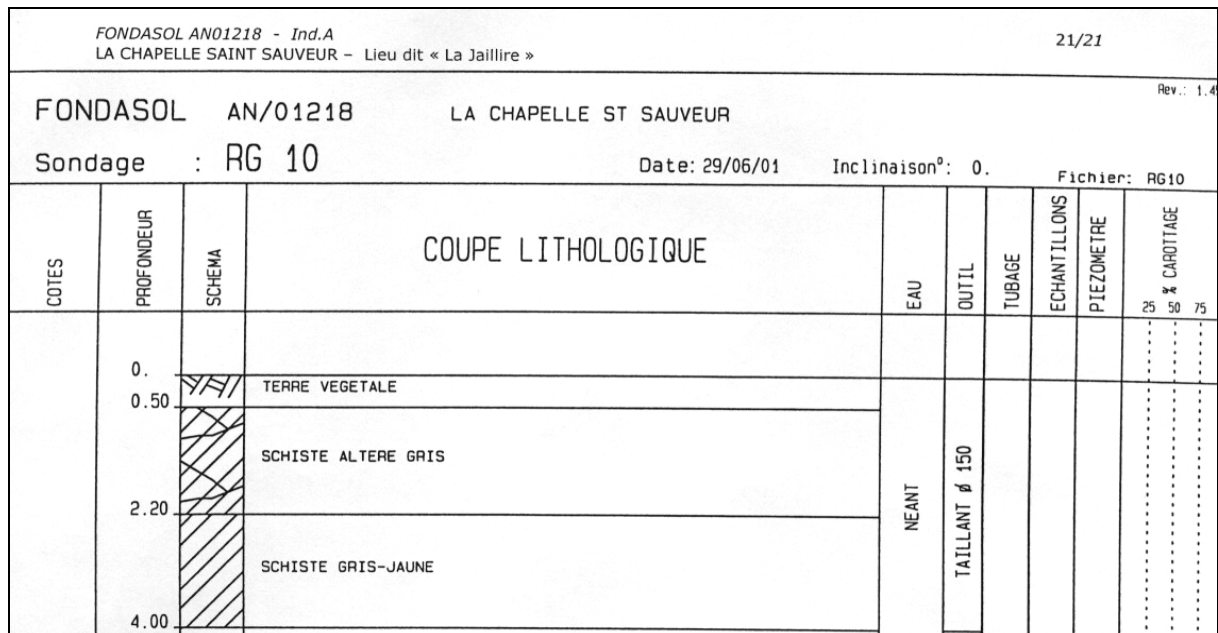 FONDASOL AN01218 - Ind.A
21/21
LA CHAPELLE SAINT SAUVEUR – Lieu dit « La Jaillire »
Rev.: 1.45
FONDASOL AN/01218 LA CHAPELLE ST SAUVEUR
Sondage : RG 10 Date: 29/06/01 Inclinaison°: 0. Fichier: RG10
COTES PROFONDEUR SCHEMA COUPE LITHOLOGIQUE EAU OUTIL TUBAGE ECHANTILLONS PIEZOMETRE % CAROTTAGE
25 50 75
0.
TERRE VEGETALE
0.50
SCHISTE ALTERE GRIS
2.20
NEANT
TAILLANT ø 150
SCHISTE GRIS-JAUNE
4.00